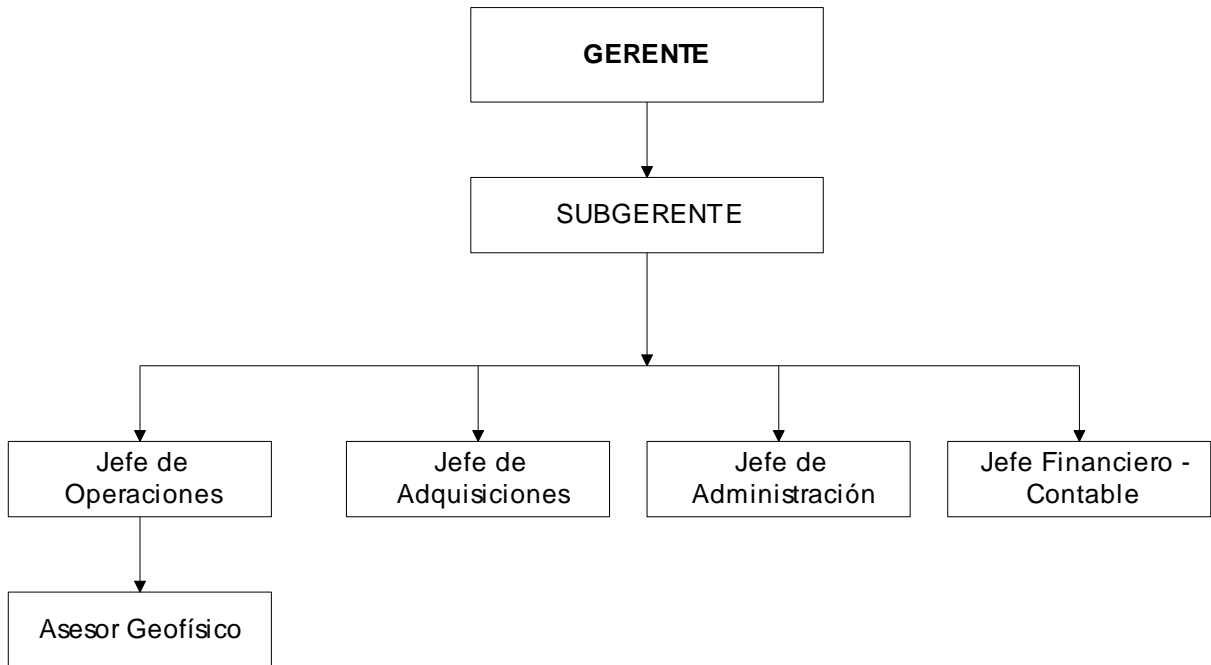 GERENTE
SUBGERENTE
Jefe de
Operaciones
Jefe de
Adquisiciones
Jefe de
Administración
Jefe Financiero -
Contable
Asesor Geofísico